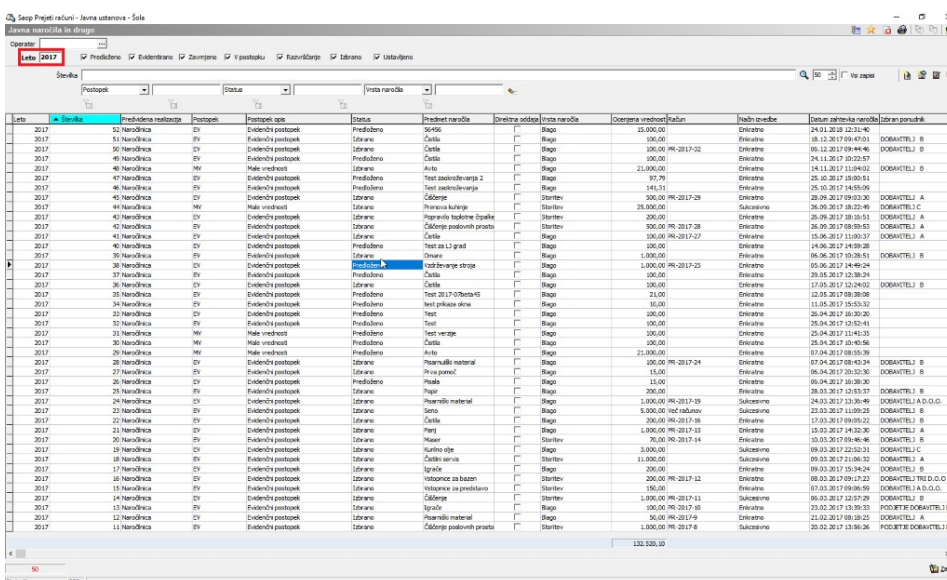 Saop Prejeti računi - Javna ustanova - Šola
Javna naročila in drugo
Operater
Leto 2017 Predloženo Evidentirano Zavrnjeno V postopku Razvrščanje Izbrano Ustavljeno
Številka 50 Vsi zapisi
Postopek Status Vrsta naročila
Leto Številka Predvidena realizacija Postopek Postopek opis Status Predmet naročila Direktna oddaja Vrsta naročila Ocenjena vrednost Račun Način izvedbe Datum zahtevka naročila Izbran ponudnik
2017 52 Naročilnica EV Evidenčni postopek Predloženo 56456 Blago 15.000,00 Enkratno 24.01.2018 12:31:40
2017 51 Naročilnica EV Evidenčni postopek Izbrano Čistila Blago 100,00 Enkratno 18.12.2017 09:47:01 DOBAVITELJ B
2017 50 Naročilnica EV Evidenčni postopek Izbrano Čistila Blago 100,00 PR-2017-32 Enkratno 06.12.2017 09:44:46 DOBAVITELJ B
2017 49 Naročilnica EV Evidenčni postopek Predloženo Čistila Blago 100,00 Enkratno 24.11.2017 10:22:57
2017 48 Naročilnica MV Male vrednosti Izbrano Avto Blago 21.000,00 Enkratno 14.12.2017 11:04:02 DOBAVITELJ B
2017 47 Naročilnica EV Evidenčni postopek Predloženo Test zaokroževanja 2 Blago 97,79 Enkratno 25.10.2017 15:00:51
2017 46 Naročilnica EV Evidenčni postopek Predloženo Test zaokroževanja Blago 141,31 Enkratno 25.10.2017 14:55:09
2017 45 Naročilnica EV Evidenčni postopek Izbrano Čiščenje Storitev 500,00 PR-2017-29 Enkratno 28.09.2017 09:03:30 DOBAVITELJ A
2017 44 Naročilnica MV Male vrednosti Izbrano Prenova kuhinje Storitev 25.000,00 Sukcesivno 26.09.2017 18:22:49 DOBAVITELJ C
2017 43 Naročilnica EV Evidenčni postopek Izbrano Popravilo toplotne črpalke Storitev 200,00 Enkratno 26.09.2017 18:16:51 DOBAVITELJ A
2017 42 Naročilnica EV Evidenčni postopek Izbrano Čiščenje poslovnih prosto Storitev 500,00 PR-2017-28 Enkratno 26.09.2017 08:59:53 DOBAVITELJ A
2017 41 Naročilnica EV Evidenčni postopek Izbrano Čistila Blago 100,00 PR-2017-27 Enkratno 15.06.2017 11:00:37 DOBAVITELJ A
2017 40 Naročilnica EV Evidenčni postopek Predloženo Test za LJ grad Blago 100,00 Enkratno 14.06.2017 14:59:28
2017 39 Naročilnica EV Evidenčni postopek Izbrano Omare Blago 1.000,00 Enkratno 06.06.2017 10:28:51 DOBAVITELJ B
2017 38 Naročilnica EV Evidenčni postopek Predloženo Vzdrževanje stroja Blago 1.000,00 PR-2017-25 Enkratno 05.06.2017 14:49:24
2017 37 Naročilnica EV Evidenčni postopek Predloženo Čistila Blago 100,00 Enkratno 29.05.2017 12:38:24
2017 36 Naročilnica EV Evidenčni postopek Izbrano Čistila Blago 100,00 Enkratno 17.05.2017 12:24:02 DOBAVITELJ B
2017 35 Naročilnica EV Evidenčni postopek Predloženo Test 2017-07beta45 Blago 21,00 Enkratno 12.05.2017 08:38:08
2017 34 Naročilnica EV Evidenčni postopek Predloženo test prikaza okna Blago 10,00 Enkratno 11.05.2017 15:53:32
2017 33 Naročilnica EV Evidenčni postopek Predloženo Test Blago 100,00 Enkratno 26.04.2017 16:30:20
2017 32 Naročilnica EV Evidenčni postopek Predloženo Test Blago 100,00 Enkratno 25.04.2017 12:52:41
2017 31 Naročilnica MV Male vrednosti Predloženo Test verzije Blago 100,00 Enkratno 25.04.2017 11:41:35
2017 30 Naročilnica MV Male vrednosti Predloženo Čistila Blago 100,00 Enkratno 25.04.2017 10:40:56
2017 29 Naročilnica MV Male vrednosti Predloženo Avto Blago 21.000,00 Enkratno 07.04.2017 08:55:39
2017 28 Naročilnica EV Evidenčni postopek Izbrano Pisarniški material Blago 100,00 PR-2017-24 Enkratno 07.04.2017 08:43:34 DOBAVITELJ B
2017 27 Naročilnica EV Evidenčni postopek Izbrano Prva pomoč Blago 15,00 Enkratno 06.04.2017 20:32:30 DOBAVITELJ B
2017 26 Naročilnica EV Evidenčni postopek Predloženo Pisala Blago 15,00 Enkratno 06.04.2017 16:38:30
2017 25 Naročilnica EV Evidenčni postopek Izbrano Papir Blago 200,00 Enkratno 28.03.2017 12:53:37 DOBAVITELJ B
2017 24 Naročilnica EV Evidenčni postopek Izbrano Pisarniški material Blago 1.000,00 PR-2017-19 Sukcesivno 24.03.2017 13:36:49 DOBAVITELJ A D.O.O.
2017 23 Naročilnica EV Evidenčni postopek Izbrano Seno Blago 5.000,00 Več računov Sukcesivno 23.03.2017 11:09:25 DOBAVITELJ B
2017 22 Naročilnica EV Evidenčni postopek Izbrano Čistila Blago 200,00 PR-2017-16 Enkratno 17.03.2017 09:05:22 DOBAVITELJ B
2017 21 Naročilnica EV Evidenčni postopek Izbrano Panj Blago 1.000,00 PR-2017-15 Enkratno 15.03.2017 14:32:30 DOBAVITELJ A
2017 20 Naročilnica EV Evidenčni postopek Izbrano Maser Storitev 70,00 PR-2017-14 Enkratno 10.03.2017 09:46:46 DOBAVITELJ B
2017 19 Naročilnica EV Evidenčni postopek Izbrano Kurilno olje Blago 3.000,00 Sukcesivno 09.03.2017 22:52:31 DOBAVITELJ C
2017 18 Naročilnica EV Evidenčni postopek Izbrano Čistilni servis Storitev 11.000,00 Sukcesivno 09.03.2017 21:06:32 DOBAVITELJ A
2017 17 Naročilnica EV Evidenčni postopek Izbrano Igrače Blago 200,00 Enkratno 09.03.2017 15:34:24 DOBAVITELJ B
2017 16 Naročilnica EV Evidenčni postopek Izbrano Vstopnice za bazen Storitev 200,00 PR-2017-12 Enkratno 08.03.2017 09:17:23 DOBAVITELJ TRI D.O.O
2017 15 Naročilnica EV Evidenčni postopek Izbrano Vstopnice za predstavo Storitev 150,00 Enkratno 07.03.2017 09:06:59 DOBAVITELJ A D.O.O.
2017 14 Naročilnica EV Evidenčni postopek Izbrano Čiščenje Storitev 1.000,00 PR-2017-11 Sukcesivno 06.03.2017 12:57:29 DOBAVITELJ B
2017 13 Naročilnica EV Evidenčni postopek Izbrano Igrače Blago 100,00 PR-2017-10 Enkratno 23.02.2017 13:39:33 PODJETJE DOBAVITELJ
2017 12 Naročilnica EV Evidenčni postopek Izbrano Pisarniški material Blago 50,00 PR-2017-9 Enkratno 21.02.2017 08:18:25 DOBAVITELJ A
2017 11 Naročilnica EV Evidenčni postopek Izbrano Čiščenje poslovnih prosto Storitev 1.000,00 PR-2017-8 Sukcesivno 20.02.2017 13:56:26 PODJETJE DOBAVITELJ
132.520,10
50